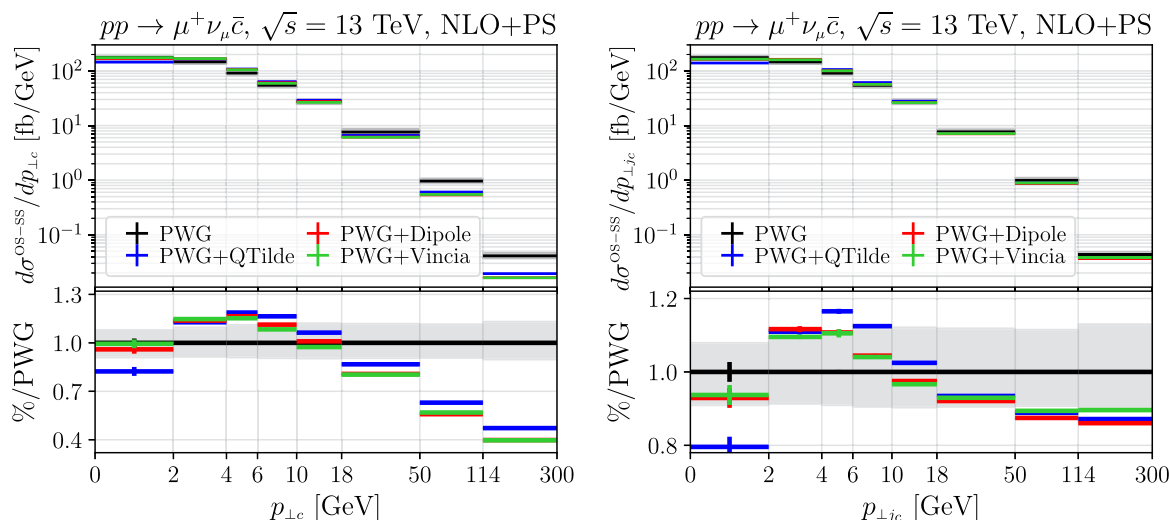 pp → μ⁺ν_μc̄, √s = 13 TeV, NLO+PS
dσ^OS−SS/dp_⊥c [fb/GeV]
10²
10¹
10⁰
10⁻¹
PWG
PWG+QTilde
PWG+Dipole
PWG+Vincia
%/PWG
1.3
1.0
0.7
0.4
0 2 4 6 10 18 50 114 300
p_⊥c [GeV]
pp → μ⁺ν_μc̄, √s = 13 TeV, NLO+PS
dσ^OS−SS/dp_⊥jc [fb/GeV]
10²
10¹
10⁰
10⁻¹
PWG
PWG+QTilde
PWG+Dipole
PWG+Vincia
%/PWG
1.2
1.0
0.8
0 2 4 6 10 18 50 114 300
p_⊥jc [GeV]